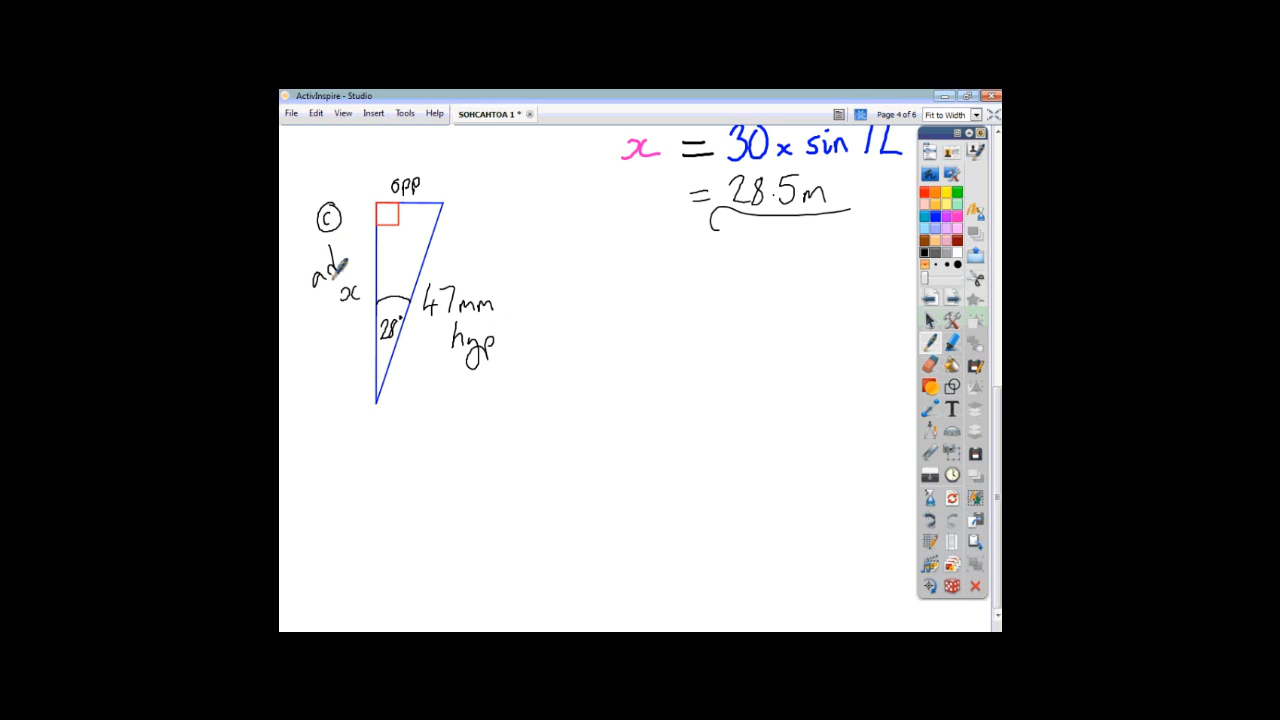 ActivInspire - Studio
File Edit View Insert Tools Help SOHCAHTOA 1 * Page 4 of 6 Fit to Width
x = 30 x sin 72
= 28.5m
opp
c
ad
x
47mm
28°
hyp
T